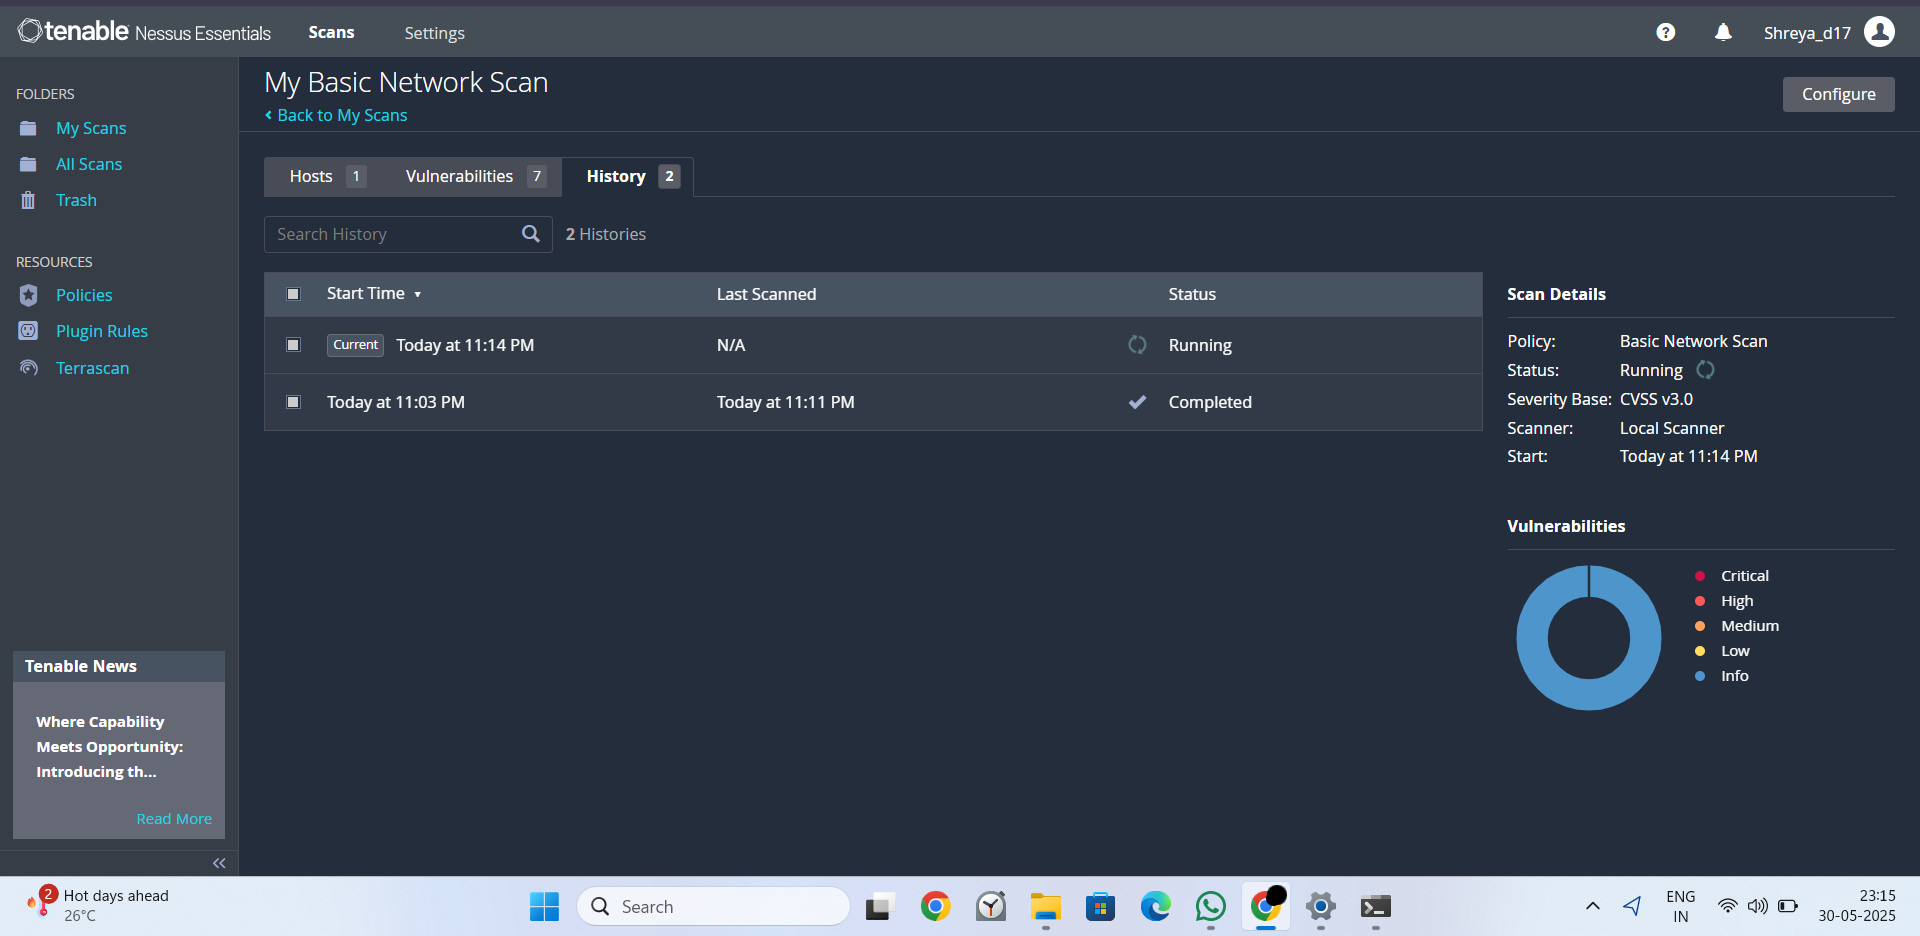 tenable Nessus Essentials Scans Settings ? Shreya_d17
FOLDERS
My Scans
All Scans
Trash
RESOURCES
Policies
Plugin Rules
Terrascan
Tenable News
Where Capability
Meets Opportunity:
Introducing th...
Read More
My Basic Network Scan
Back to My Scans
Configure
Hosts 1 Vulnerabilities 7 History 2
Search History 2 Histories
Start Time Last Scanned Status
Current Today at 11:14 PM N/A Running
Today at 11:03 PM Today at 11:11 PM Completed
Scan Details
Policy: Basic Network Scan
Status: Running
Severity Base: CVSS v3.0
Scanner: Local Scanner
Start: Today at 11:14 PM
Vulnerabilities
Critical
High
Medium
Low
Info
2 Hot days ahead
26°C
Search
ENG
IN
23:15
30-05-2025